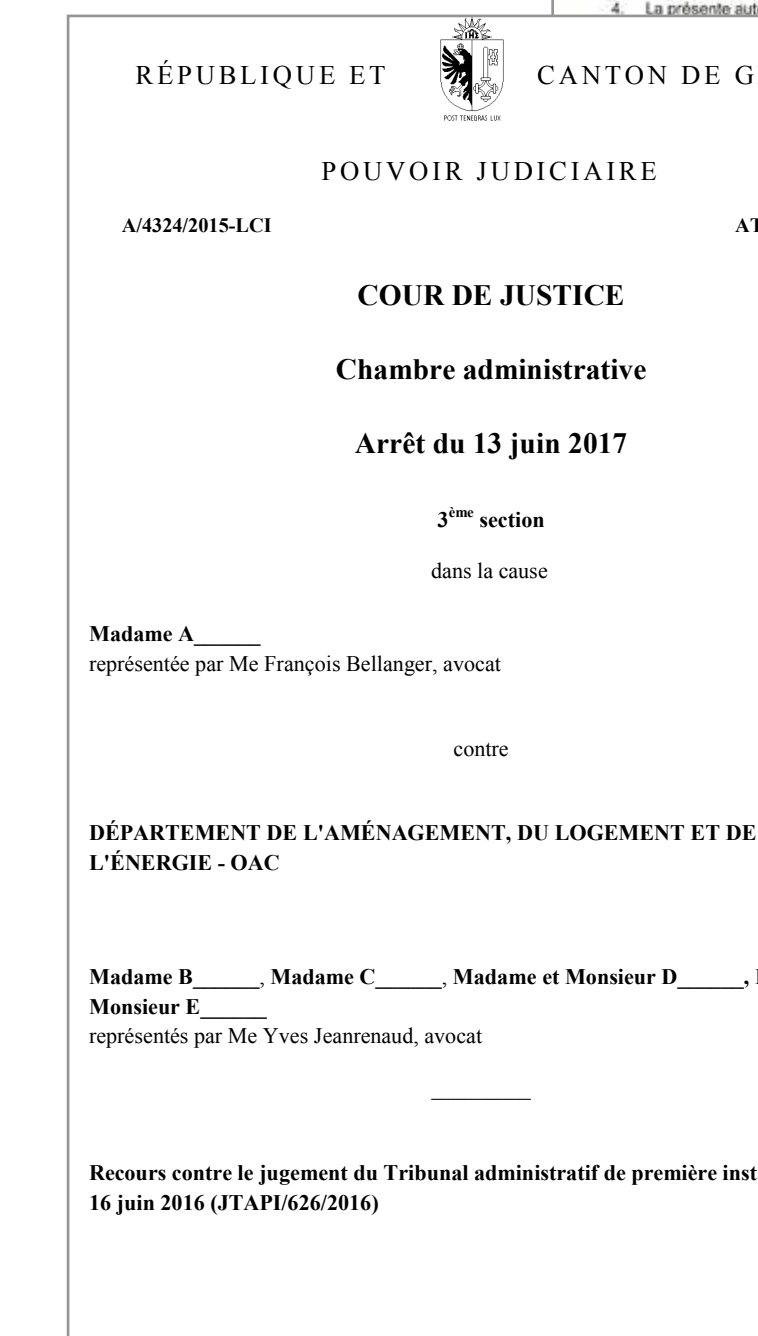 4. La présente
RÉPUBLIQUE ET CANTON DE G
POST TENEBRAS LUX
POUVOIR JUDICIAIRE
A/4324/2015-LCI AT
COUR DE JUSTICE
Chambre administrative
Arrêt du 13 juin 2017
3ème section
dans la cause
Madame A______
représentée par Me François Bellanger, avocat
contre
DÉPARTEMENT DE L'AMÉNAGEMENT, DU LOGEMENT ET DE
L'ÉNERGIE - OAC
Madame B______, Madame C______, Madame et Monsieur D______,
Monsieur E______
représentés par Me Yves Jeanrenaud, avocat
Recours contre le jugement du Tribunal administratif de première
16 juin 2016 (JTAPI/626/2016)